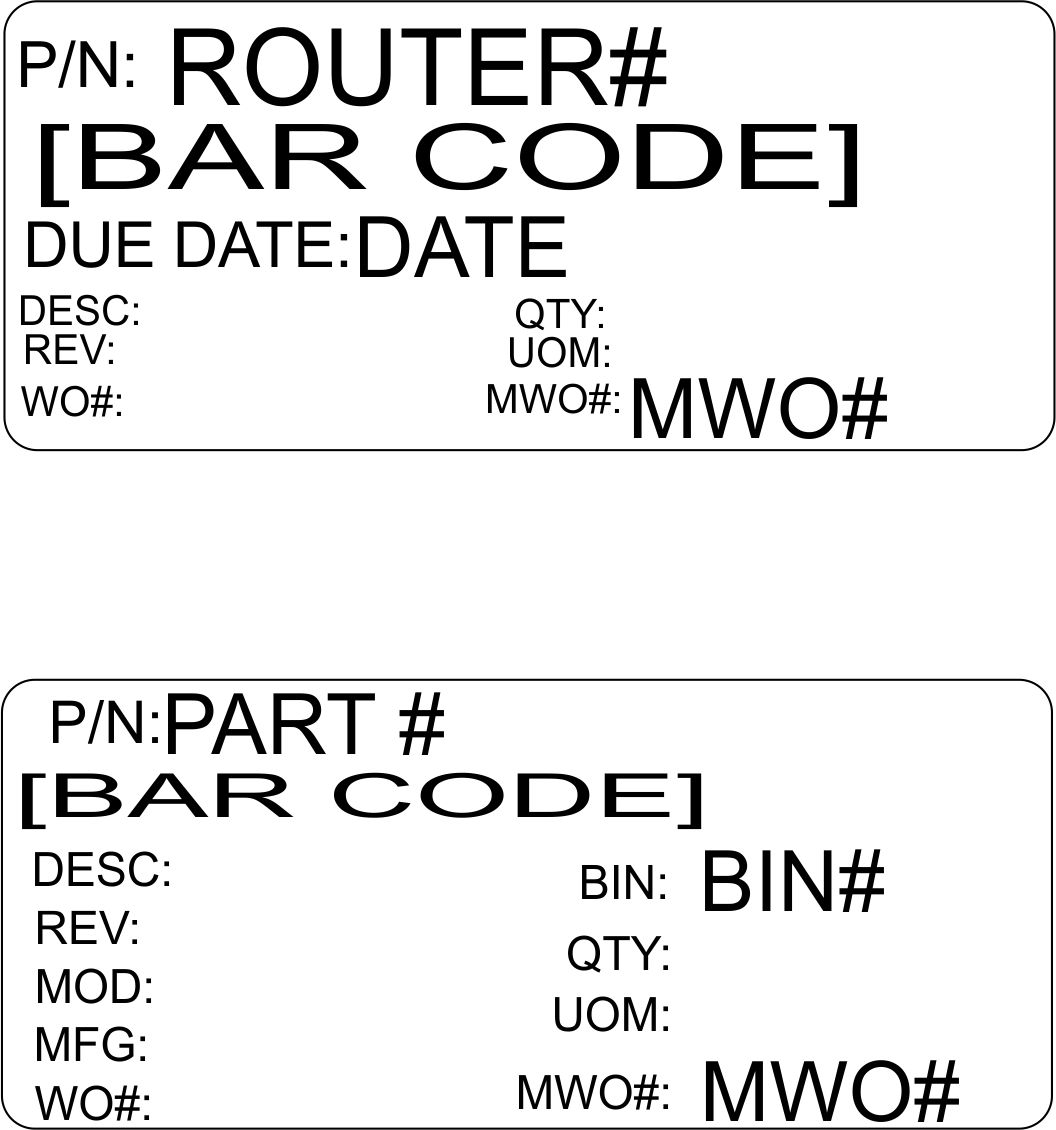 P/N: ROUTER#
[BAR CODE]
DUE DATE:DATE
DESC: QTY:
REV: UOM:
WO#: MWO#:MWO#
P/N:PART #
[BAR CODE]
DESC: BIN: BIN#
REV: QTY:
MOD: UOM:
MFG:
WO#: MWO#: MWO#